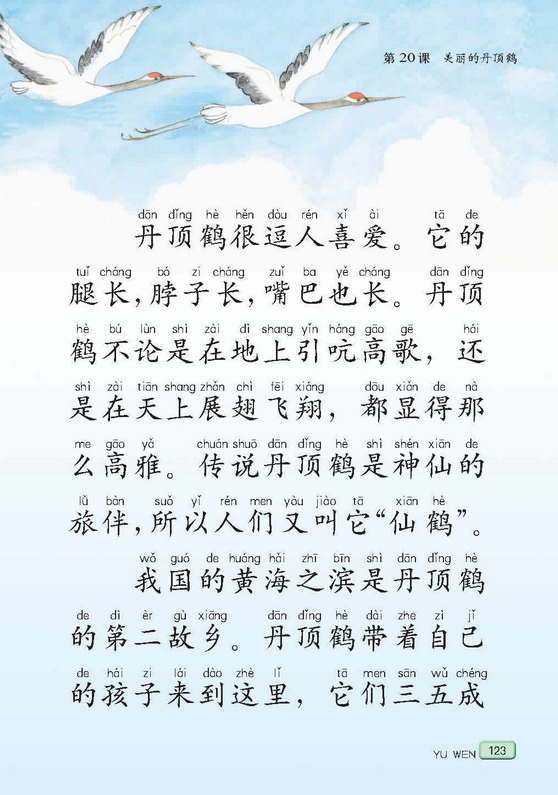 第20课 美丽的丹顶鹤
dān dǐng hè hěn dòu rén xǐ ài tā de
丹顶鹤很逗人喜爱。它的
tuǐ cháng bó zi cháng zuǐ ba yě cháng dān dǐng
腿长，脖子长，嘴巴也长。丹顶
hè bú lùn shì zài dì shang yǐn háng gāo gē hái
鹤不论是在地上引吭高歌，还
shì zài tiān shang zhǎn chì fēi xiáng dōu xiǎn de nà
是在天上展翅飞翔，都显得那
me gāo yǎ chuán shuō dān dǐng hè shì shén xiān de
么高雅。传说丹顶鹤是神仙的
lǚ bàn suǒ yǐ rén men yòu jiào tā xiān hè
旅伴，所以人们又叫它“仙鹤”。
wǒ guó de huáng hǎi zhī bīn shì dān dǐng hè
我国的黄海之滨是丹顶鹤
de dì èr gù xiāng dān dǐng hè dài zhe zì jǐ
的第二故乡。丹顶鹤带着自己
de hái zi lái dào zhè lǐ tā men sān wǔ chéng
的孩子来到这里，它们三五成
YU WEN 123